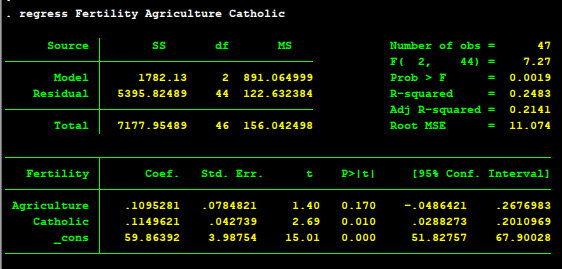 . regress Fertility Agriculture Catholic
Source SS df MS Number of obs = 47
F( 2, 44) = 7.27
Model 1782.13 2 891.064999 Prob > F = 0.0019
Residual 5395.82489 44 122.632384 R-squared = 0.2483
Adj R-squared = 0.2141
Total 7177.95489 46 156.042498 Root MSE = 11.074
Fertility Coef. Std. Err. t P>|t| [95% Conf. Interval]
Agriculture .1095281 .0784821 1.40 0.170 -.0486421 .2676983
Catholic .1149621 .042739 2.69 0.010 .0288273 .2010969
_cons 59.86392 3.98754 15.01 0.000 51.82757 67.90028